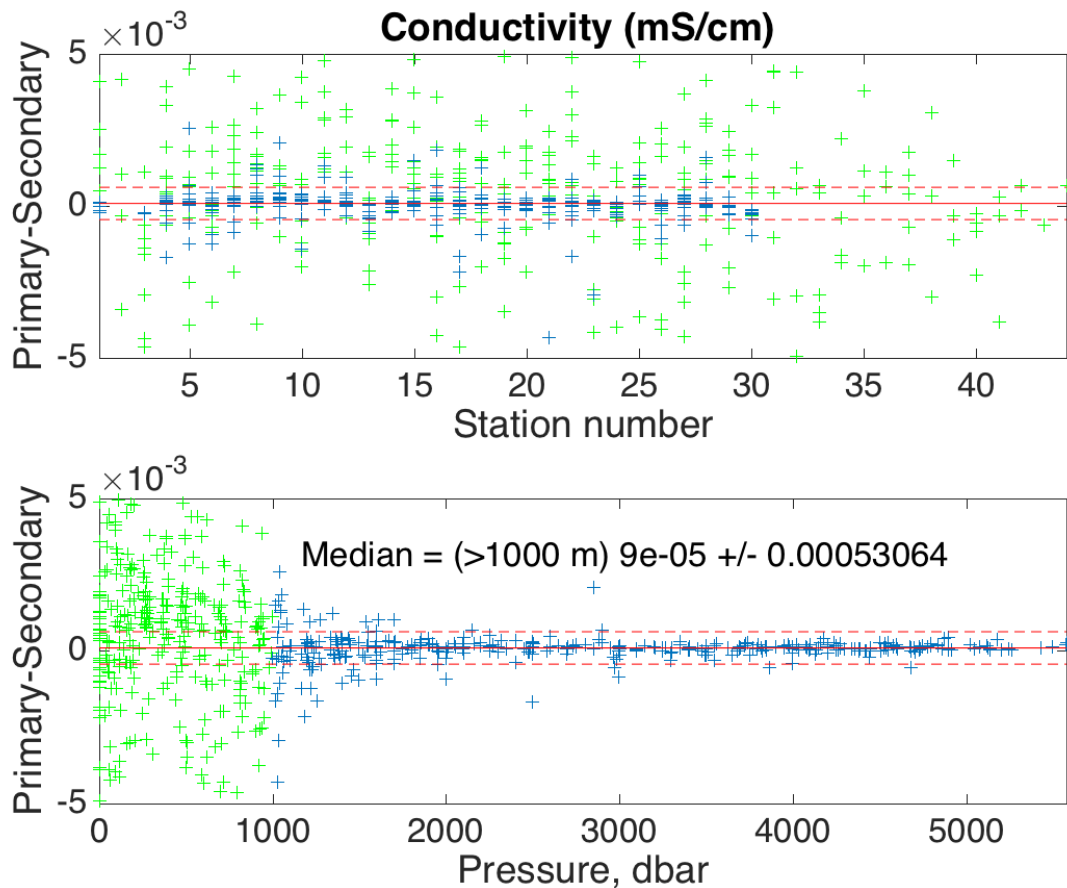 Conductivity (mS/cm)
×10⁻³
Primary-Secondary
5
0
-5
5 10 15 20 25 30 35 40
Station number
×10⁻³
Primary-Secondary
5
0
-5
Median = (>1000 m) 9e-05 +/- 0.00053064
0 1000 2000 3000 4000 5000
Pressure, dbar